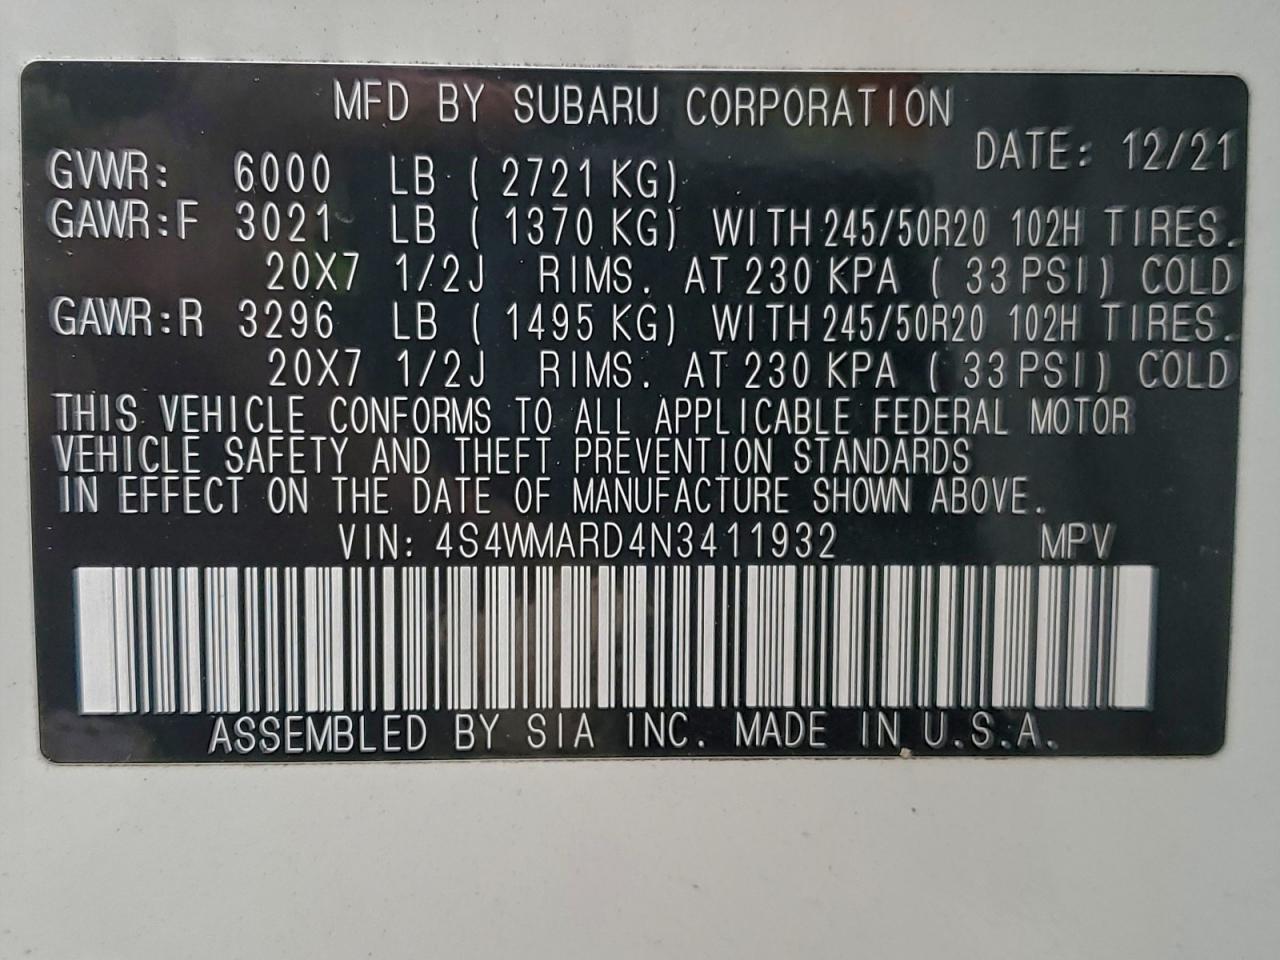 MFD BY SUBARU CORPORATION
DATE: 12/21
GVWR: 6000 LB ( 2721 KG)
GAWR:F 3021 LB ( 1370 KG) WITH 245/50R20 102H TIRES.
20X7 1/2J RIMS. AT 230 KPA ( 33 PSI) COLD
GAWR:R 3296 LB ( 1495 KG) WITH 245/50R20 102H TIRES.
20X7 1/2J RIMS. AT 230 KPA ( 33 PSI) COLD
THIS VEHICLE CONFORMS TO ALL APPLICABLE FEDERAL MOTOR
VEHICLE SAFETY AND THEFT PREVENTION STANDARDS
IN EFFECT ON THE DATE OF MANUFACTURE SHOWN ABOVE.
VIN: 4S4WMARD4N3411932 MPV
ASSEMBLED BY SIA INC. MADE IN U.S.A.